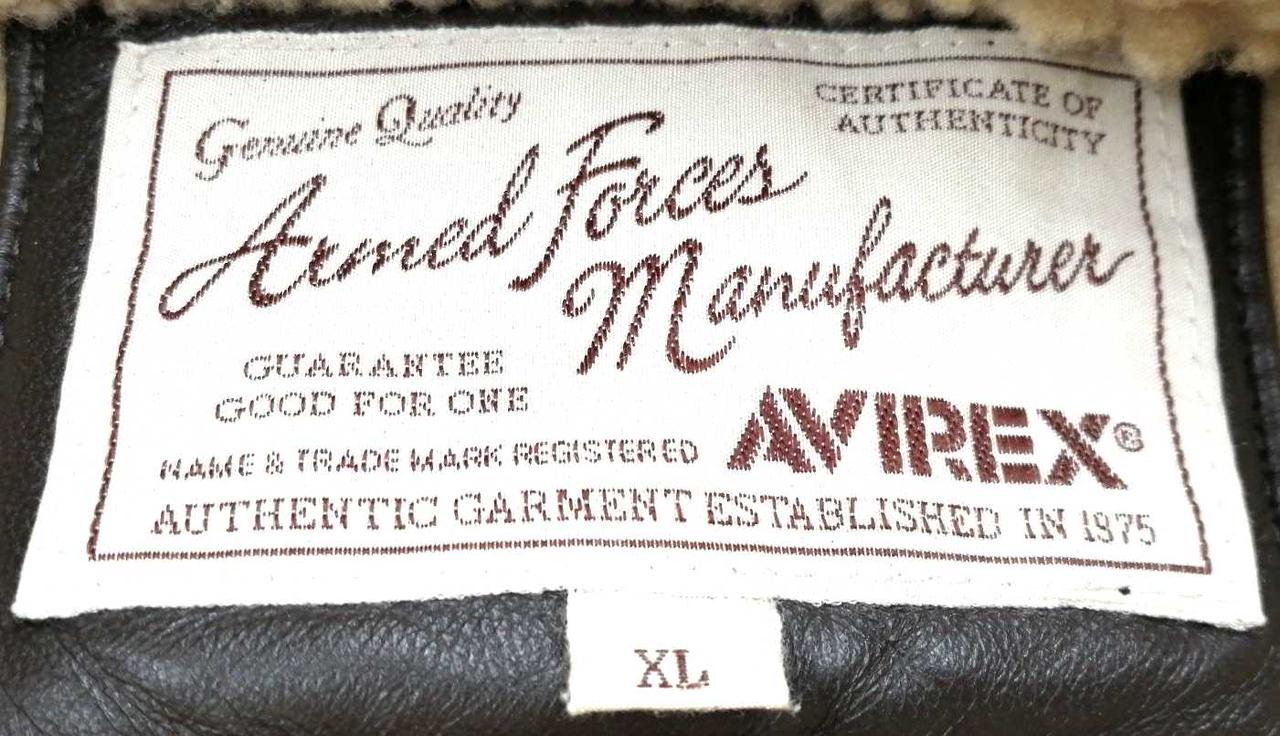 Genuine Quality
CERTIFICATE OF
AUTHENTICITY
Armed Forces
Manufacturer
GUARANTEE
GOOD FOR ONE
NAME & TRADE MARK REGISTERED
AVIREX®
AUTHENTIC GARMENT ESTABLISHED IN 1975
XL